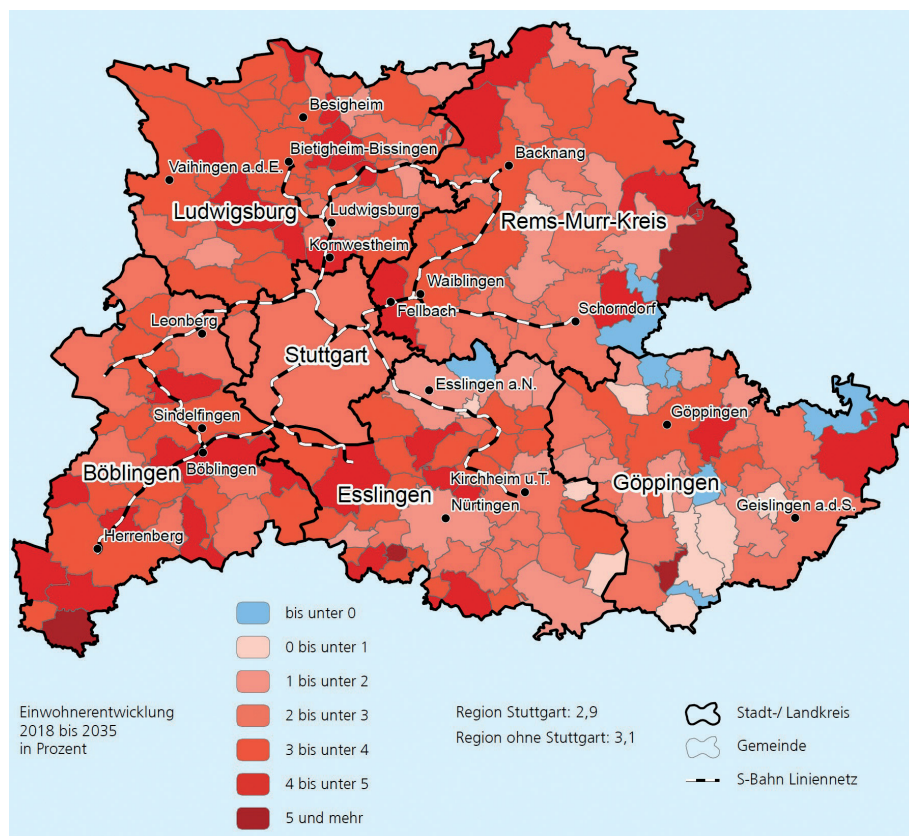 Besigheim
Bietigheim-Bissingen
Backnang
Vaihingen a.d.E.
Ludwigsburg
Ludwigsburg
Rems-Murr-Kreis
Kornwestheim
Waiblingen
Fellbach
Schorndorf
Leonberg
Stuttgart
Esslingen a.N.
Sindelfingen
Göppingen
Böblingen
Böblingen
Esslingen
Kirchheim u.T.
Göppingen
Nürtingen
Geislingen a.d.S.
Herrenberg
bis unter 0
0 bis unter 1
1 bis unter 2
2 bis unter 3
3 bis unter 4
4 bis unter 5
5 und mehr
Einwohnerentwicklung
2018 bis 2035
in Prozent
Region Stuttgart: 2,9
Region ohne Stuttgart: 3,1
Stadt-/ Landkreis
Gemeinde
S-Bahn Liniennetz